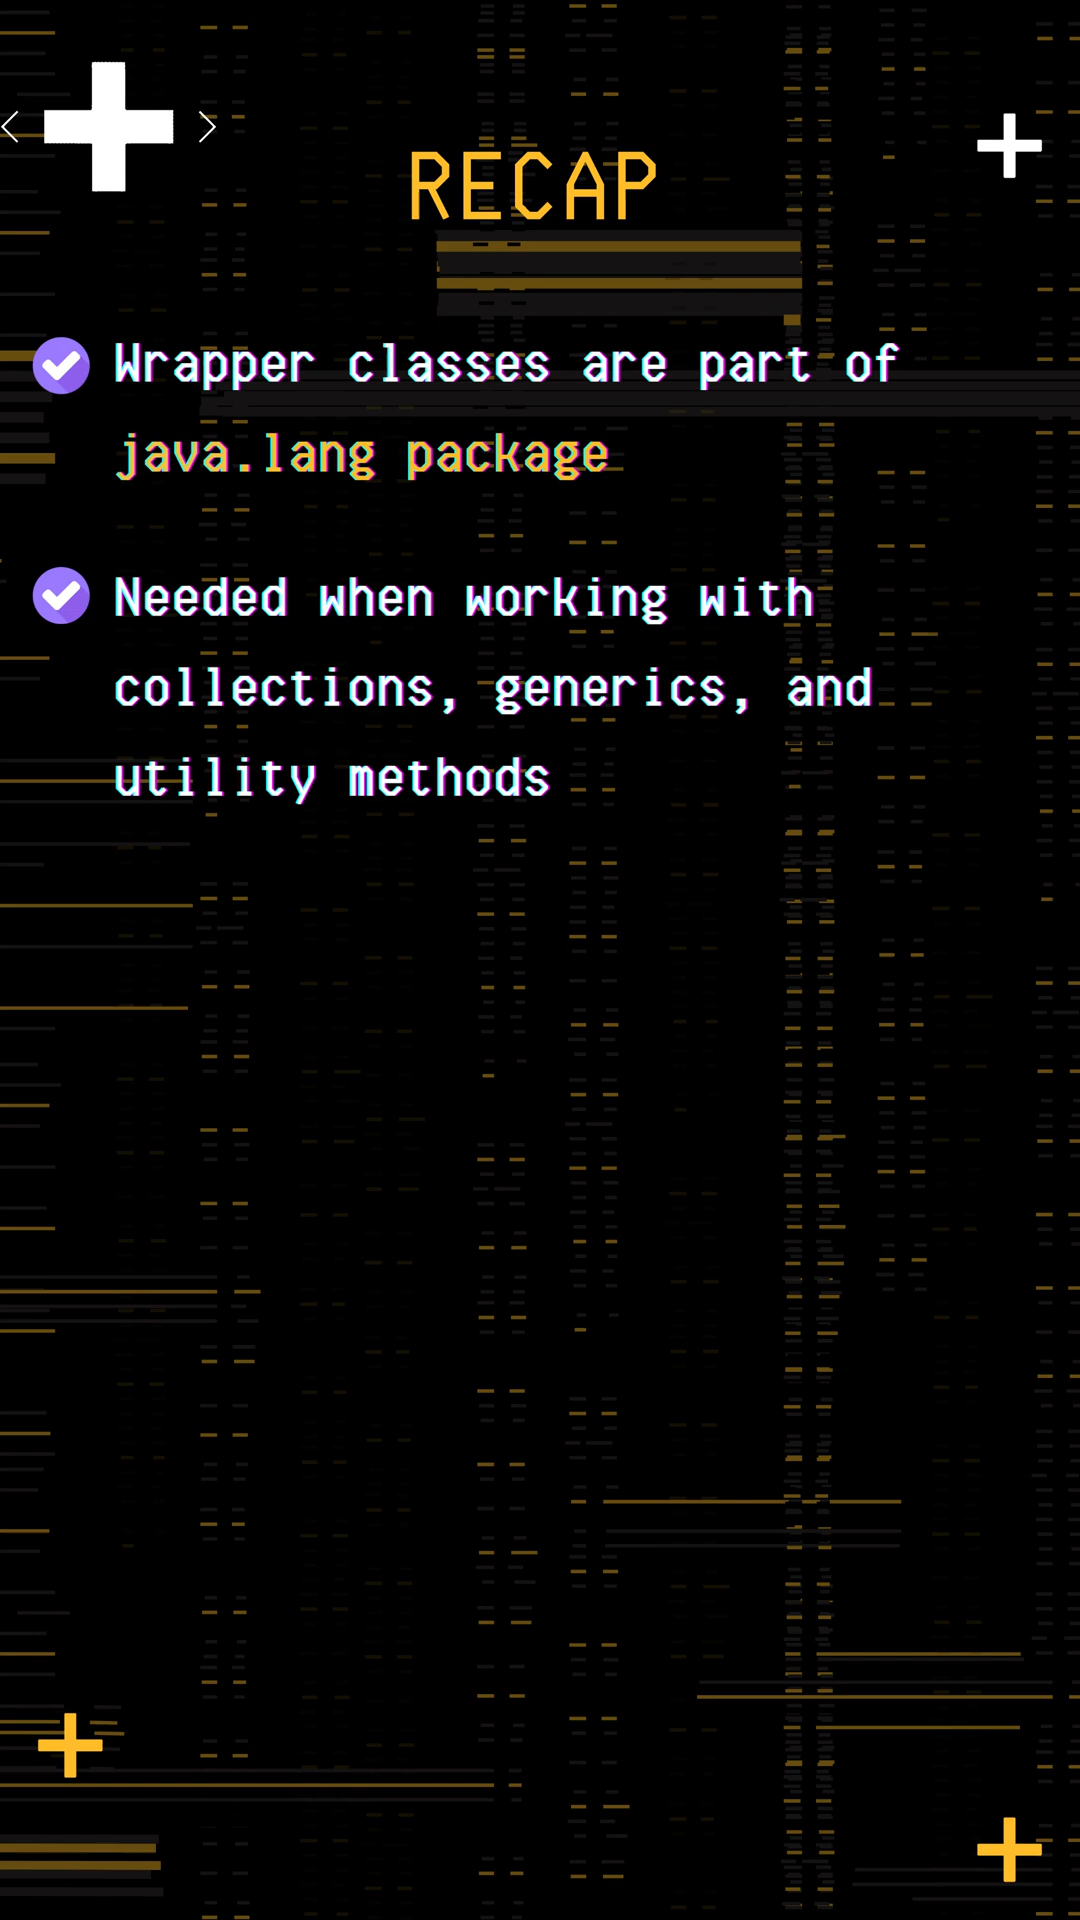 RECAP
Wrapper classes are part of
java.lang package
Needed when working with
collections, generics, and
utility methods